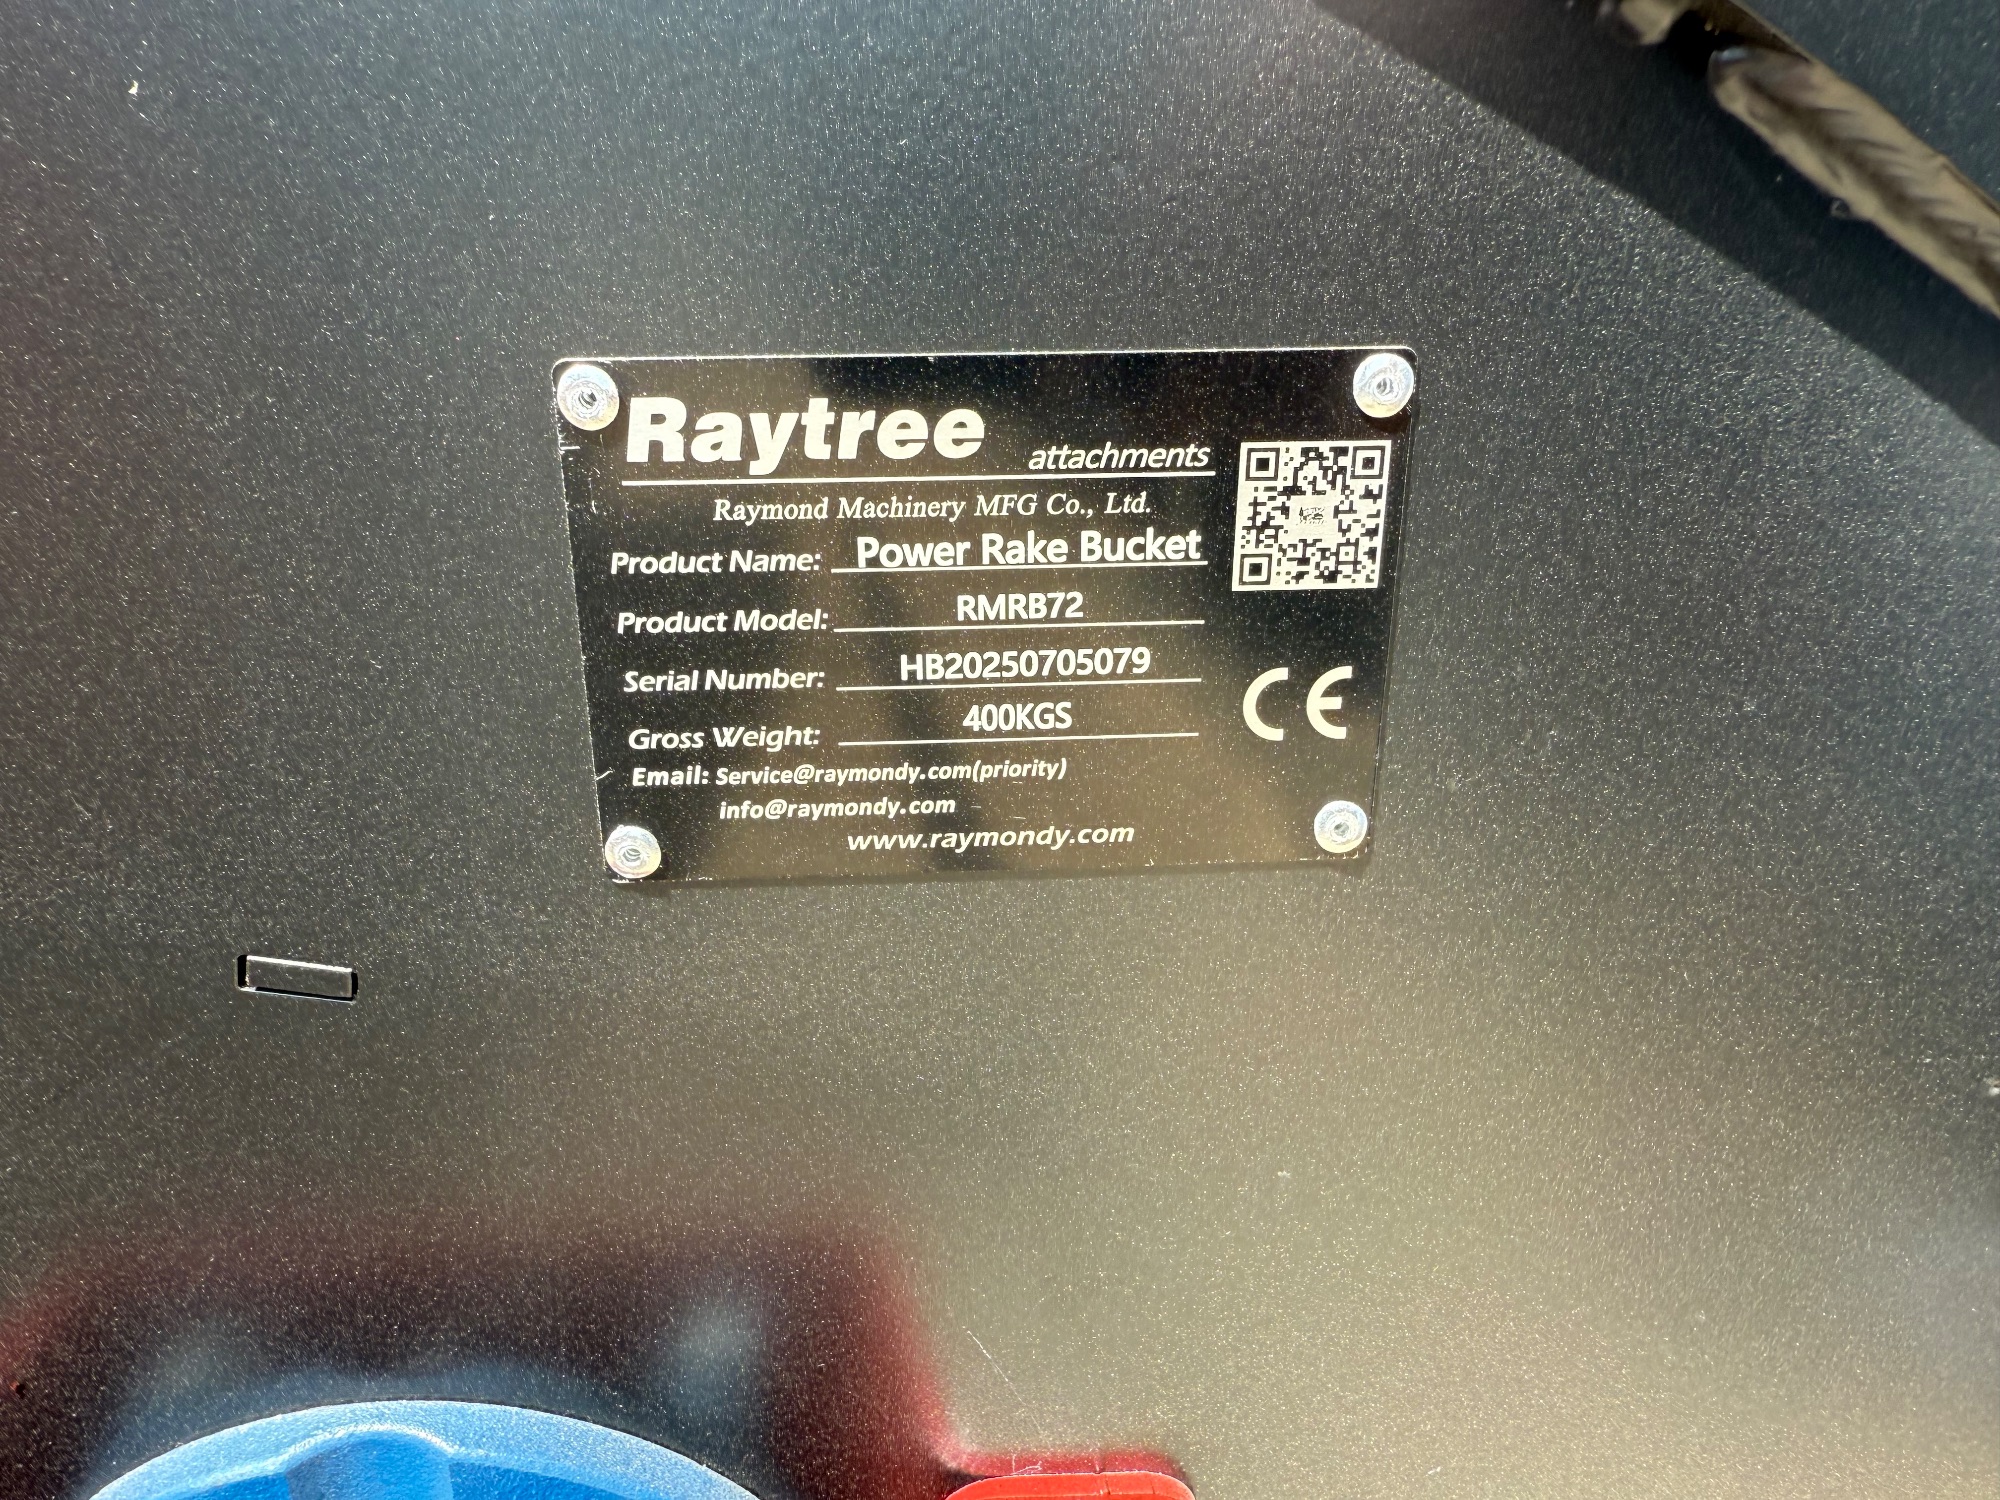 Raytree attachments
Raymond Machinery MFG Co., Ltd.
Product Name: Power Rake Bucket
Product Model: RMRB72
Serial Number: HB20250705079
Gross Weight: 400KGS
Email: Service@raymondy.com(priority)
info@raymondy.com
www.raymondy.com
CE